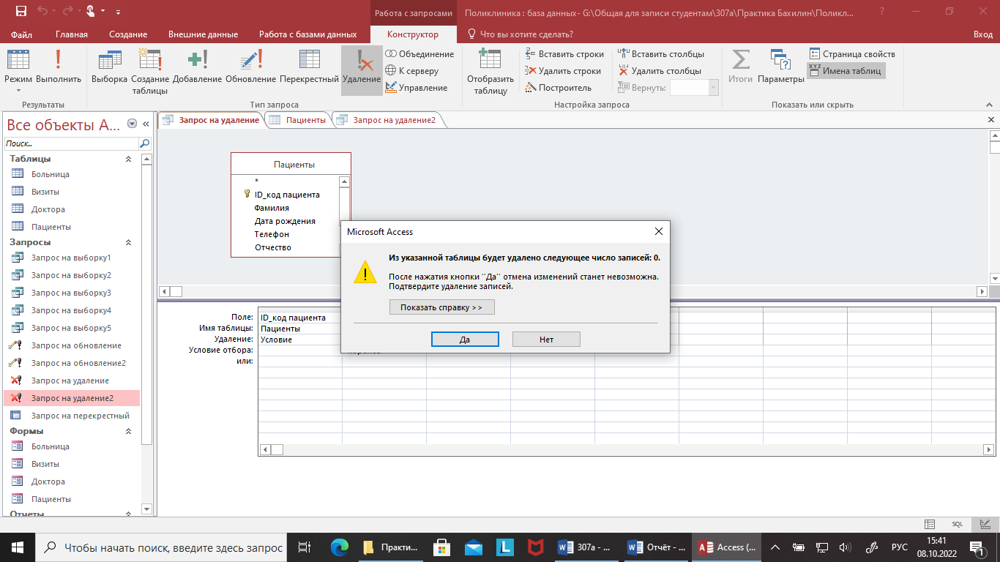 Работа с запросами
Поликлиника : база данных- G:\Общая для записи студентам\307а\Практика Бахилин\Поликл...
?
Файл
Главная
Создание
Внешние данные
Работа с базами данных
Конструктор
Что вы хотите сделать?
Вход
Режим
Выполнить
Результаты
Выборка
Создание таблицы
Добавление
Обновление
Перекрестный
Удаление
Объединение
К серверу
Управление
Тип запроса
Отобразить таблицу
Вставить строки
Удалить строки
Построитель
Вставить столбцы
Удалить столбцы
Вернуть:
Настройка запроса
Итоги
Параметры
Страница свойств
XYZ Имена таблиц
Показать или скрыть
Все объекты A...
Поиск...
Таблицы
Больница
Визиты
Доктора
Пациенты
Запросы
Запрос на выборку1
Запрос на выборку2
Запрос на выборку3
Запрос на выборку4
Запрос на выборку5
Запрос на обновление
Запрос на обновление2
Запрос на удаление
Запрос на удаление2
Запрос на перекрестный
Формы
Больница
Визиты
Доктора
Пациенты
Отчеты
Запрос на удаление
Пациенты
Запрос на удаление2
Пациенты
*
ID_код пациента
Фамилия
Дата рождения
Телефон
Отчество
Microsoft Access
Из указанной таблицы будет удалено следующее число записей: 0.
После нажатия кнопки "Да" отмена изменений станет невозможна.
Подтвердите удаление записей.
Показать справку >>
Да
Нет
Поле: ID_код пациента
Имя таблицы: Пациенты
Удаление: Условие
Условие отбора:
или:
SQL
Чтобы начать поиск, введите здесь запрос
Практи...
307а - ...
Отчёт - ...
Access (...
РУС
15:41
08.10.2022
1